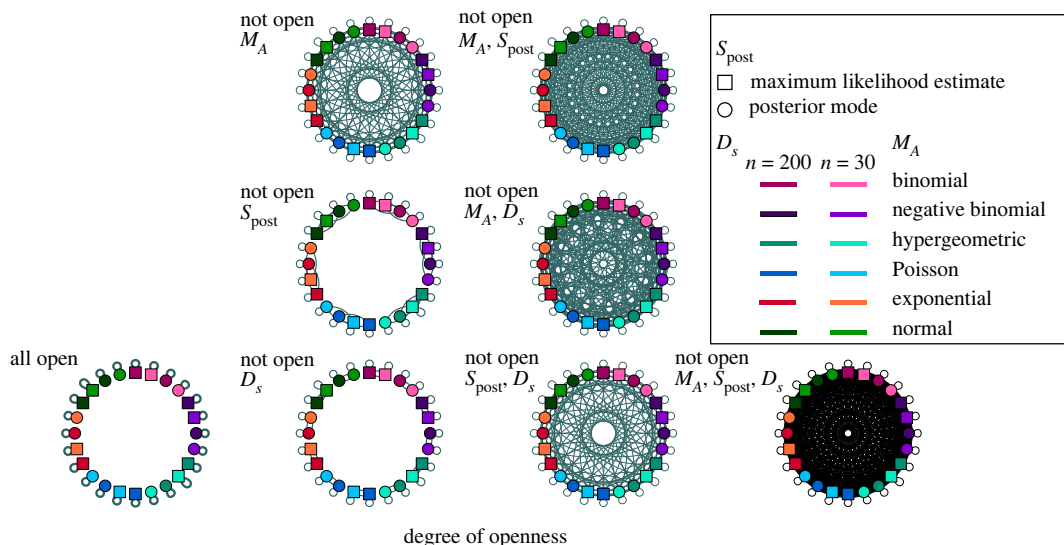 not open
M_A
not open
M_A, S_post
S_post
maximum likelihood estimate
posterior mode
D_s
M_A
n = 200 n = 30
binomial
negative binomial
hypergeometric
Poisson
exponential
normal
not open
S_post
not open
M_A, D_s
all open
not open
D_s
not open
S_post, D_s
not open
M_A, S_post, D_s
degree of openness